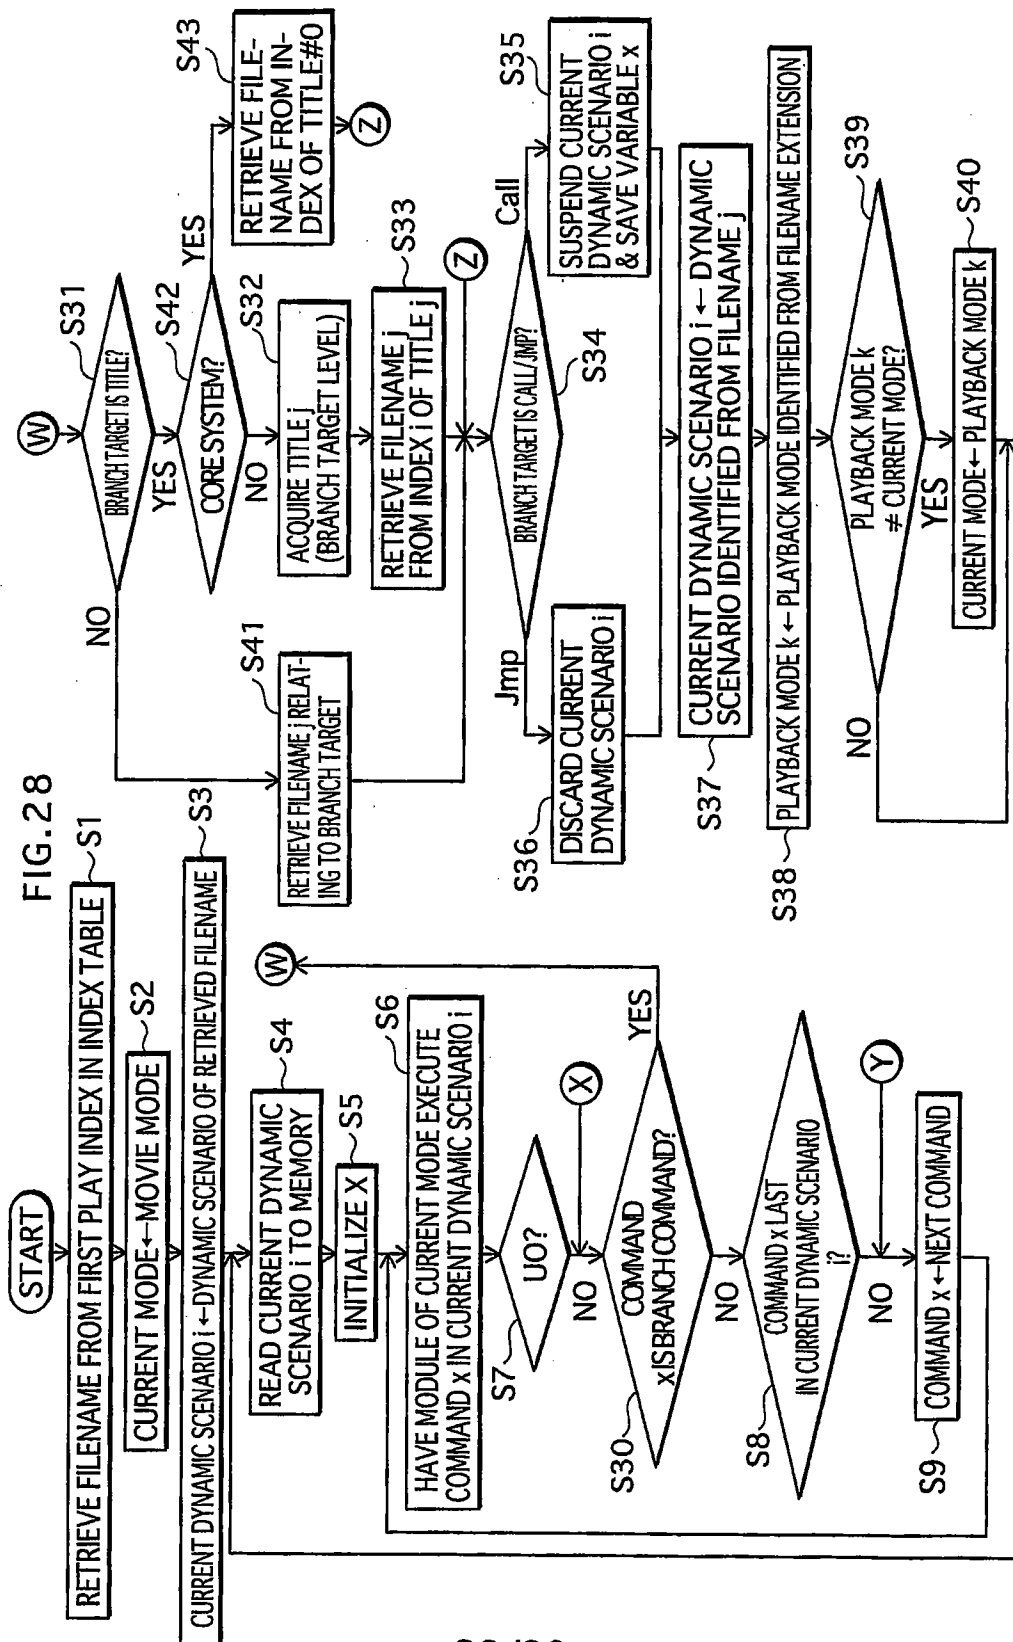 FIG.28
START
RETRIEVE FILENAME FROM FIRST PLAY INDEX IN INDEX TABLE
S1
CURRENT MODE←MOVIE MODE
S2
CURRENT DYNAMIC SCENARIO i←DYNAMIC SCENARIO OF RETRIEVED FILENAME
S3
READ CURRENT DYNAMIC
SCENARIO i TO MEMORY
S4
INITIALIZE X
S5
HAVE MODULE OF CURRENT MODE EXECUTE
COMMAND x IN CURRENT DYNAMIC SCENARIO i
S6
UO?
S7
NO
X
COMMAND
x IS BRANCH COMMAND?
S30
YES
W
NO
COMMAND x LAST
IN CURRENT DYNAMIC SCENARIO
i?
S8
NO
Y
COMMAND x ←NEXT COMMAND
S9
W
BRANCH TARGET IS TITLE?
S31
NO
YES
CORE SYSTEM?
S42
YES
RETRIEVE FILE-
NAME FROM IN-
DEX OF TITLE#0
S43
Z
NO
ACQUIRE TITLE j
(BRANCH TARGET LEVEL)
S32
RETRIEVE FILENAME j
FROM INDEX i OF TITLE j
S33
RETRIEVE FILENAME j RELAT-
ING TO BRANCH TARGET
S41
Z
BRANCH TARGET IS CALL/JMP?
S34
Jmp
Call
SUSPEND CURRENT
DYNAMIC SCENARIO i
& SAVE VARIABLE x
S35
DISCARD CURRENT
DYNAMIC SCENARIO i
S36
CURRENT DYNAMIC SCENARIO i ← DYNAMIC
SCENARIO IDENTIFIED FROM FILENAME j
S37
PLAYBACK MODE k ← PLAYBACK MODE IDENTIFIED FROM FILENAME EXTENSION
S38
PLAYBACK MODE k
≠ CURRENT MODE?
S39
NO
YES
CURRENT MODE← PLAYBACK MODE k
S40